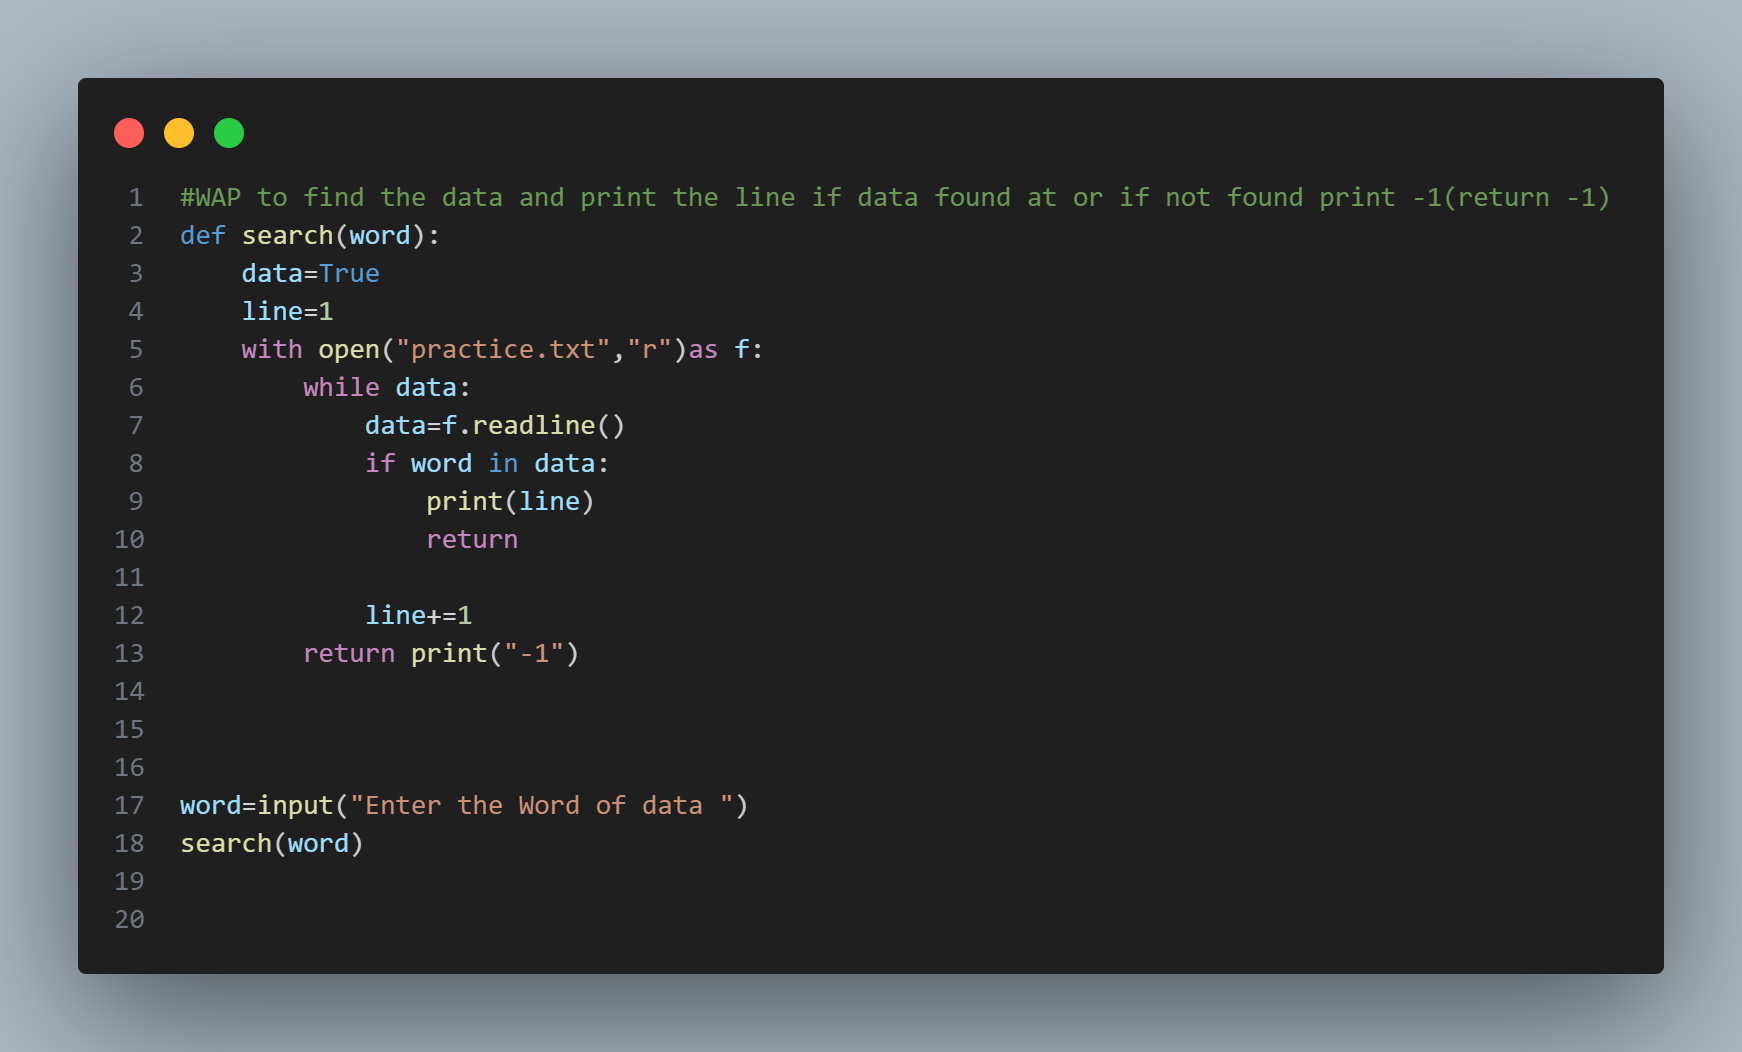 1 #WAP to find the data and print the line if data found at or if not found print -1(return -1)
2 def search(word):
3     data=True
4     line=1
5     with open("practice.txt","r")as f:
6         while data:
7             data=f.readline()
8             if word in data:
9                 print(line)
10                 return
11
12             line+=1
13         return print("-1")
14
15
16
17 word=input("Enter the Word of data ")
18 search(word)
19
20